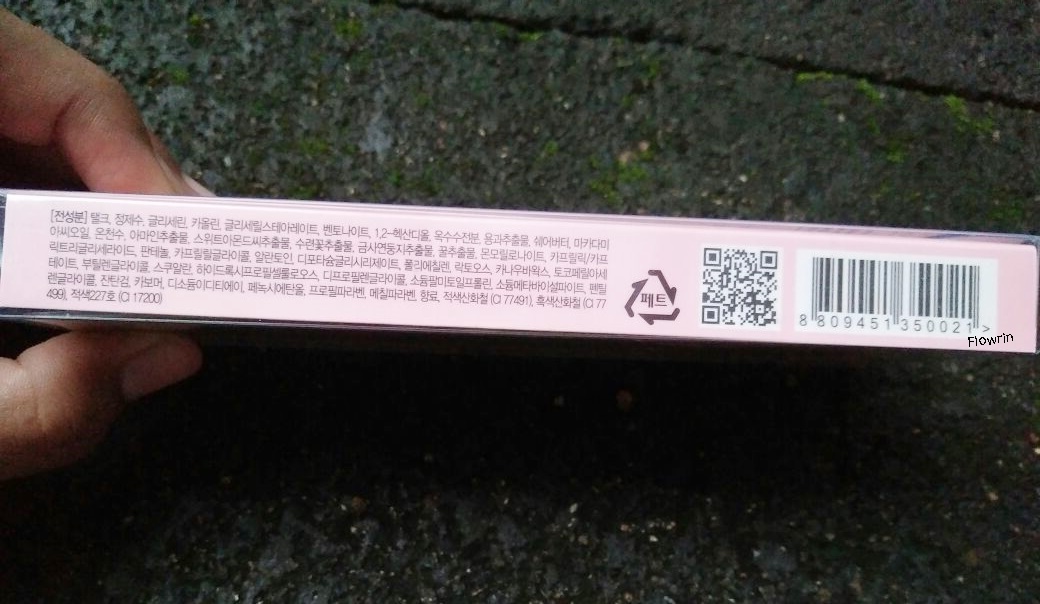 [전성분] 탤크, 정제수, 글리세린, 카올린, 글리세릴스테아레이트, 벤토나이트, 1,2-헥산디올, 옥수수전분, 용과추출물, 쉐어버터, 마카다미
아씨오일, 온천수, 아마인추출물, 스위트아몬드씨추출물, 수련꽃추출물, 금사연둥지추출물, 꿀추출물, 몬모릴로나이트, 카프릴릭/카프
릭트리글리세라이드, 판테놀, 카프릴릴글라이콜, 알란토인, 디포타슘글리시리제이트, 폴리에칠렌, 락토오스, 카나우바왁스, 토코페릴아세
테이트, 부틸렌글라이콜, 스쿠알란, 하이드록시프로필셀룰로오스, 디프로필렌글라이콜, 소듐팔미토일프롤린, 소듐메타바이설파이트, 펜틸
렌글라이콜, 잔탄검, 카보머, 디소듐이디티에이, 페녹시에탄올, 프로필파라벤, 메칠파라벤, 향료, 적색산화철 (CI 77491), 흑색산화철 (CI 77
499), 적색227호 (CI 17200)
페트
8 809451 350021 >
Flowrin